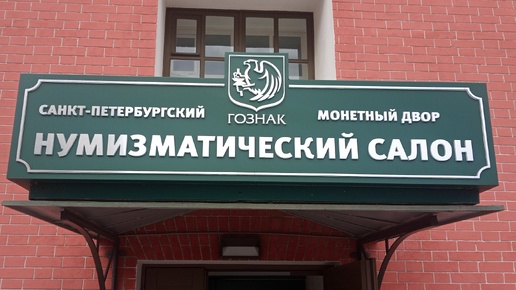 САНКТ-ПЕТЕРБУРГСКИЙ МОНЕТНЫЙ ДВОР
ГОЗНАК
НУМИЗМАТИЧЕСКИЙ САЛОН